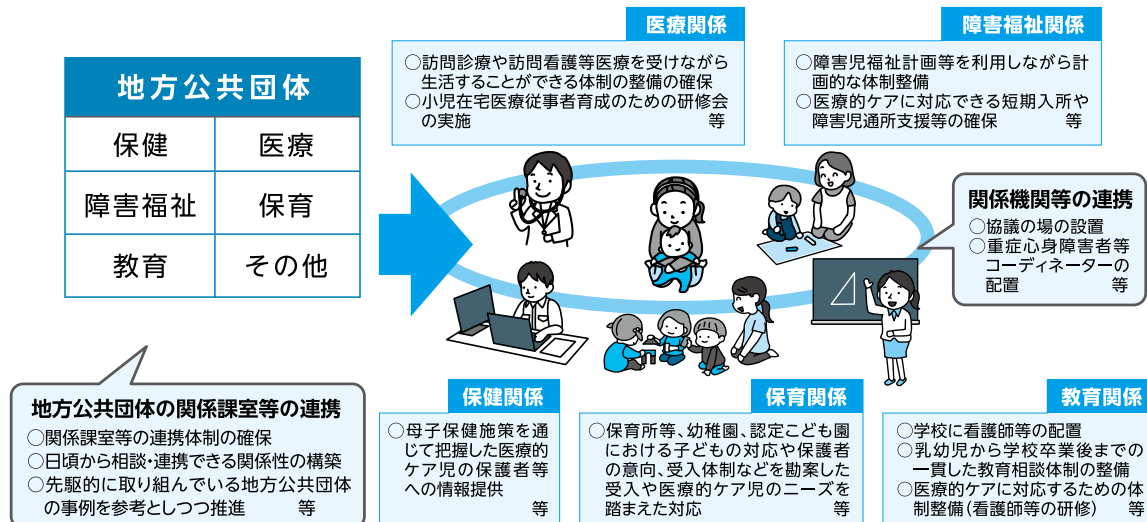 地方公共団体
保健
医療
障害福祉
保育
教育
その他
地方公共団体の関係課室等の連携
○関係課室等の連携体制の確保
○日頃から相談・連携できる関係性の構築
○先駆的に取り組んでいる地方公共団体
の事例を参考としつつ推進 等
医療関係
○訪問診療や訪問看護等医療を受けながら
生活することができる体制の整備の確保
○小児在宅医療従事者育成のための研修会
の実施 等
障害福祉関係
○障害児福祉計画等を利用しながら計
画的な体制整備
○医療的ケアに対応できる短期入所や
障害児通所支援等の確保 等
関係機関等の連携
○協議の場の設置
○重症心身障害者等
コーディネーターの
配置 等
保健関係
○母子保健施策を通
じて把握した医療的
ケア児の保護者等
への情報提供
等
保育関係
○保育所等、幼稚園、認定こども園
における子どもの対応や保護者
の意向、受入体制などを勘案した
受入や医療的ケア児のニーズを
踏まえた対応 等
教育関係
○学校に看護師等の配置
○乳幼児から学校卒業後までの
一貫した教育相談体制の整備
○医療的ケアに対応するための体
制整備(看護師等の研修) 等